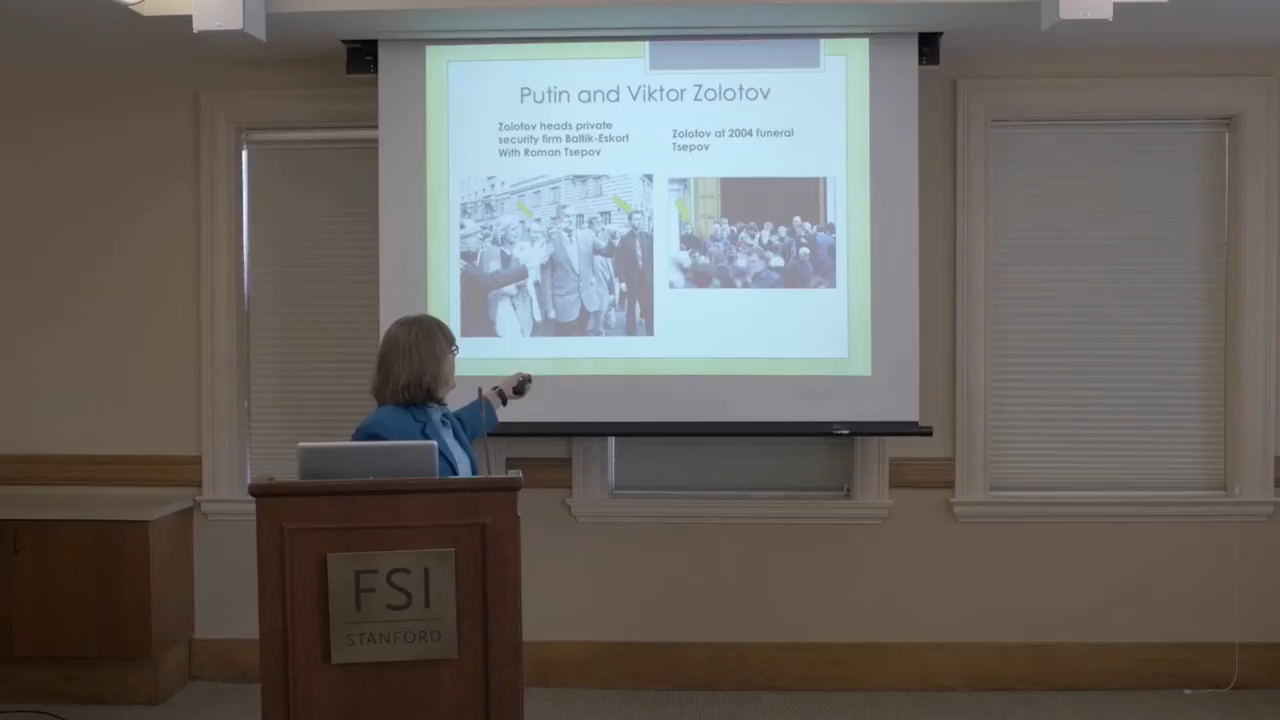 Putin and Viktor Zolotov
Zolotov heads private
security firm Baltik-Eskort
With Roman Tsepov
Zolotov at 2004 funeral
Tsepov
FSI
STANFORD